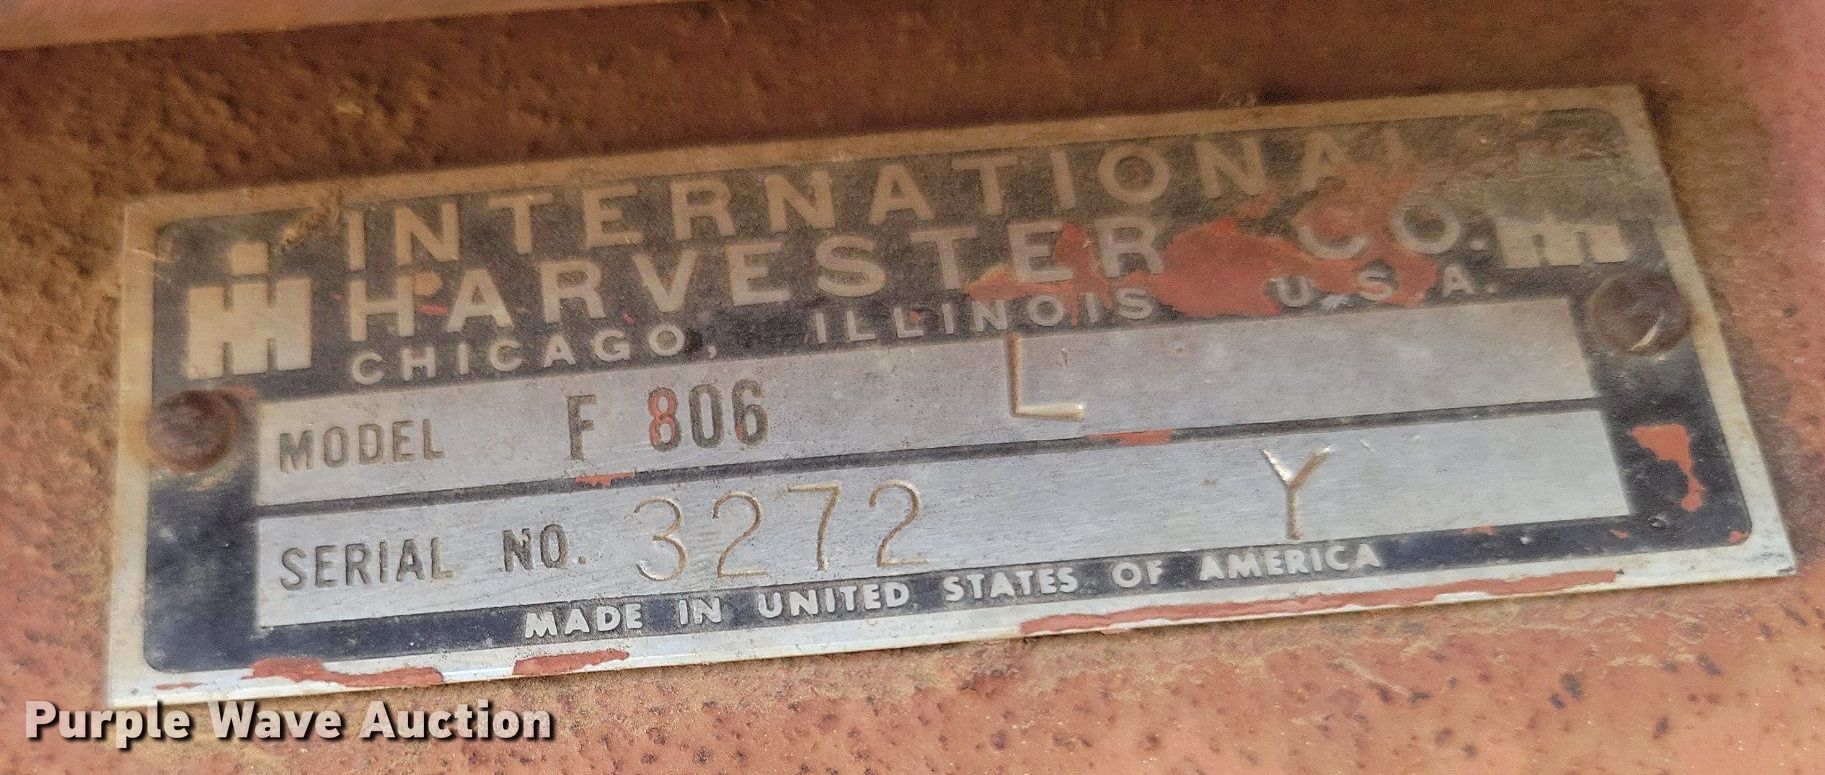 INTERNATIONAL
HARVESTER CO.
CHICAGO, ILLINOIS U.S.A.
MODEL F 806 L
SERIAL NO. 3272 Y
MADE IN UNITED STATES OF AMERICA
Purple Wave Auction